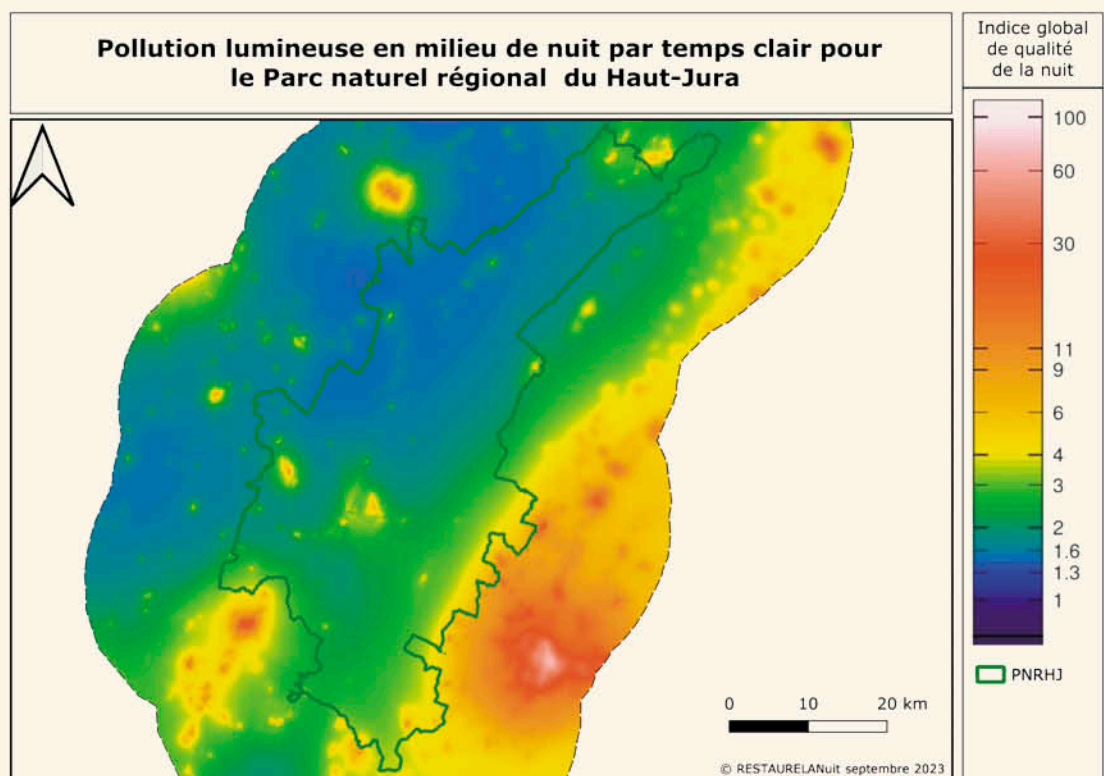 Pollution lumineuse en milieu de nuit par temps clair pour
le Parc naturel régional du Haut-Jura
Indice global
de qualité
de la nuit
100
60
30
11
9
6
4
3
2
1.6
1.3
1
PNRHJ
0 10 20 km
© RESTAURELANuit septembre 2023